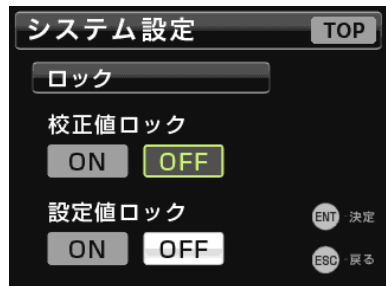 システム設定 TOP
ロック
校正値ロック
ON OFF
設定値ロック
ENT -決定
ON OFF
ESC -戻る